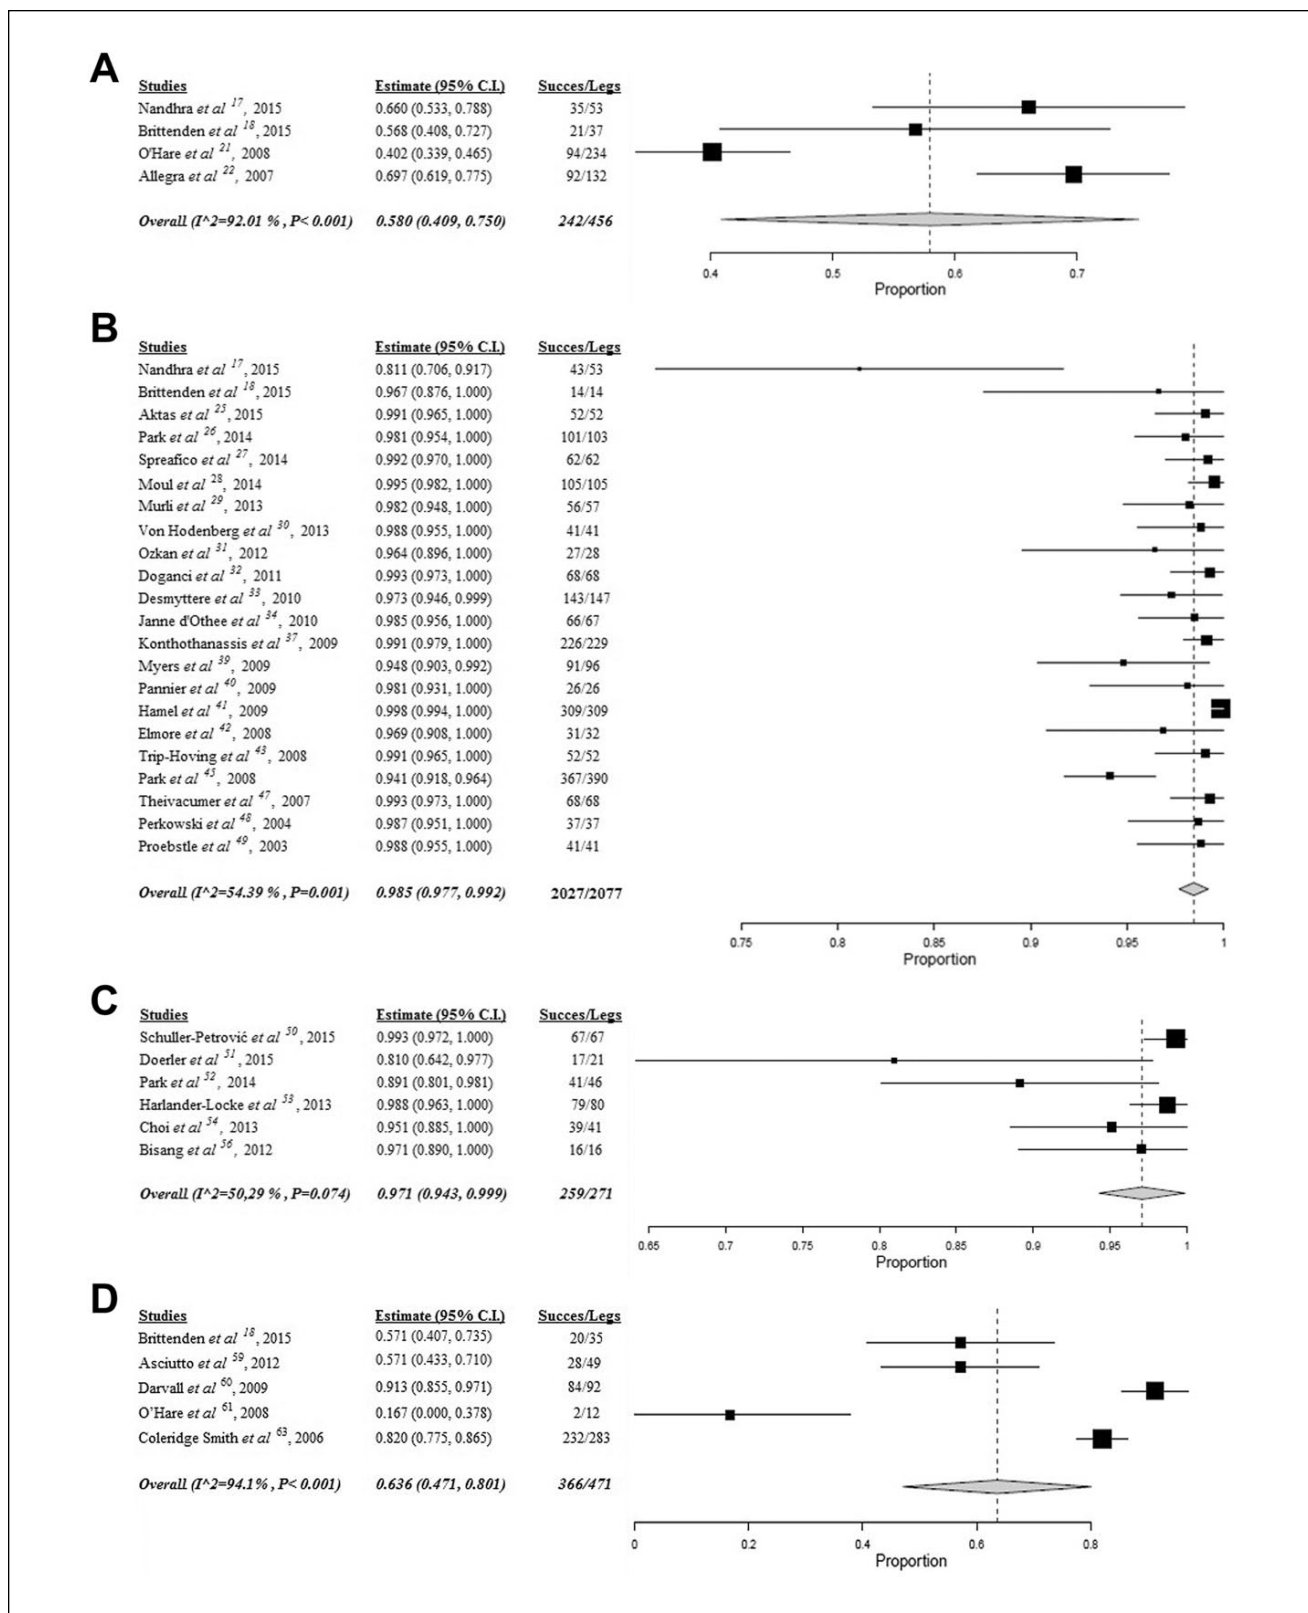 A
Studies Estimate (95% C.I.) Succes/Legs
Nandhra et al 17, 2015 0.660 (0.533, 0.788) 35/53
Brittenden et al 18, 2015 0.568 (0.408, 0.727) 21/37
O'Hare et al 21, 2008 0.402 (0.339, 0.465) 94/234
Allegra et al 22, 2007 0.697 (0.619, 0.775) 92/132
Overall (I^2=92.01 % , P< 0.001) 0.580 (0.409, 0.750) 242/456
0.4 0.5 0.6 0.7
Proportion
B
Studies Estimate (95% C.I.) Succes/Legs
Nandhra et al 17, 2015 0.811 (0.706, 0.917) 43/53
Brittenden et al 18, 2015 0.967 (0.876, 1.000) 14/14
Aktas et al 25, 2015 0.991 (0.965, 1.000) 52/52
Park et al 26, 2014 0.981 (0.954, 1.000) 101/103
Spreafico et al 27, 2014 0.992 (0.970, 1.000) 62/62
Moul et al 28, 2014 0.995 (0.982, 1.000) 105/105
Murli et al 29, 2013 0.982 (0.948, 1.000) 56/57
Von Hodenberg et al 30, 2013 0.988 (0.955, 1.000) 41/41
Ozkan et al 31, 2012 0.964 (0.896, 1.000) 27/28
Doganci et al 32, 2011 0.993 (0.973, 1.000) 68/68
Desmyttere et al 33, 2010 0.973 (0.946, 0.999) 143/147
Janne d'Othee et al 34, 2010 0.985 (0.956, 1.000) 66/67
Konthothanassis et al 37, 2009 0.991 (0.979, 1.000) 226/229
Myers et al 39, 2009 0.948 (0.903, 0.992) 91/96
Pannier et al 40, 2009 0.981 (0.931, 1.000) 26/26
Hamel et al 41, 2009 0.998 (0.994, 1.000) 309/309
Elmore et al 42, 2008 0.969 (0.908, 1.000) 31/32
Trip-Hoving et al 43, 2008 0.991 (0.965, 1.000) 52/52
Park et al 45, 2008 0.941 (0.918, 0.964) 367/390
Theivacumer et al 47, 2007 0.993 (0.973, 1.000) 68/68
Perkowski et al 48, 2004 0.987 (0.951, 1.000) 37/37
Proebstle et al 49, 2003 0.988 (0.955, 1.000) 41/41
Overall (I^2=54.39 % , P=0.001) 0.985 (0.977, 0.992) 2027/2077
0.75 0.8 0.85 0.9 0.95 1
Proportion
C
Studies Estimate (95% C.I.) Succes/Legs
Schuller-Petrović et al 50, 2015 0.993 (0.972, 1.000) 67/67
Doerler et al 51, 2015 0.810 (0.642, 0.977) 17/21
Park et al 52, 2014 0.891 (0.801, 0.981) 41/46
Harlander-Locke et al 53, 2013 0.988 (0.963, 1.000) 79/80
Choi et al 54, 2013 0.951 (0.885, 1.000) 39/41
Bisang et al 56, 2012 0.971 (0.890, 1.000) 16/16
Overall (I^2=50,29 % , P=0.074) 0.971 (0.943, 0.999) 259/271
0.65 0.7 0.75 0.8 0.85 0.9 0.95 1
Proportion
D
Studies Estimate (95% C.I.) Succes/Legs
Brittenden et al 18, 2015 0.571 (0.407, 0.735) 20/35
Asciutto et al 59, 2012 0.571 (0.433, 0.710) 28/49
Darvall et al 60, 2009 0.913 (0.855, 0.971) 84/92
O’Hare et al 61, 2008 0.167 (0.000, 0.378) 2/12
Coleridge Smith et al 63, 2006 0.820 (0.775, 0.865) 232/283
Overall (I^2=94.1% , P< 0.001) 0.636 (0.471, 0.801) 366/471
0 0.2 0.4 0.6 0.8
Proportion